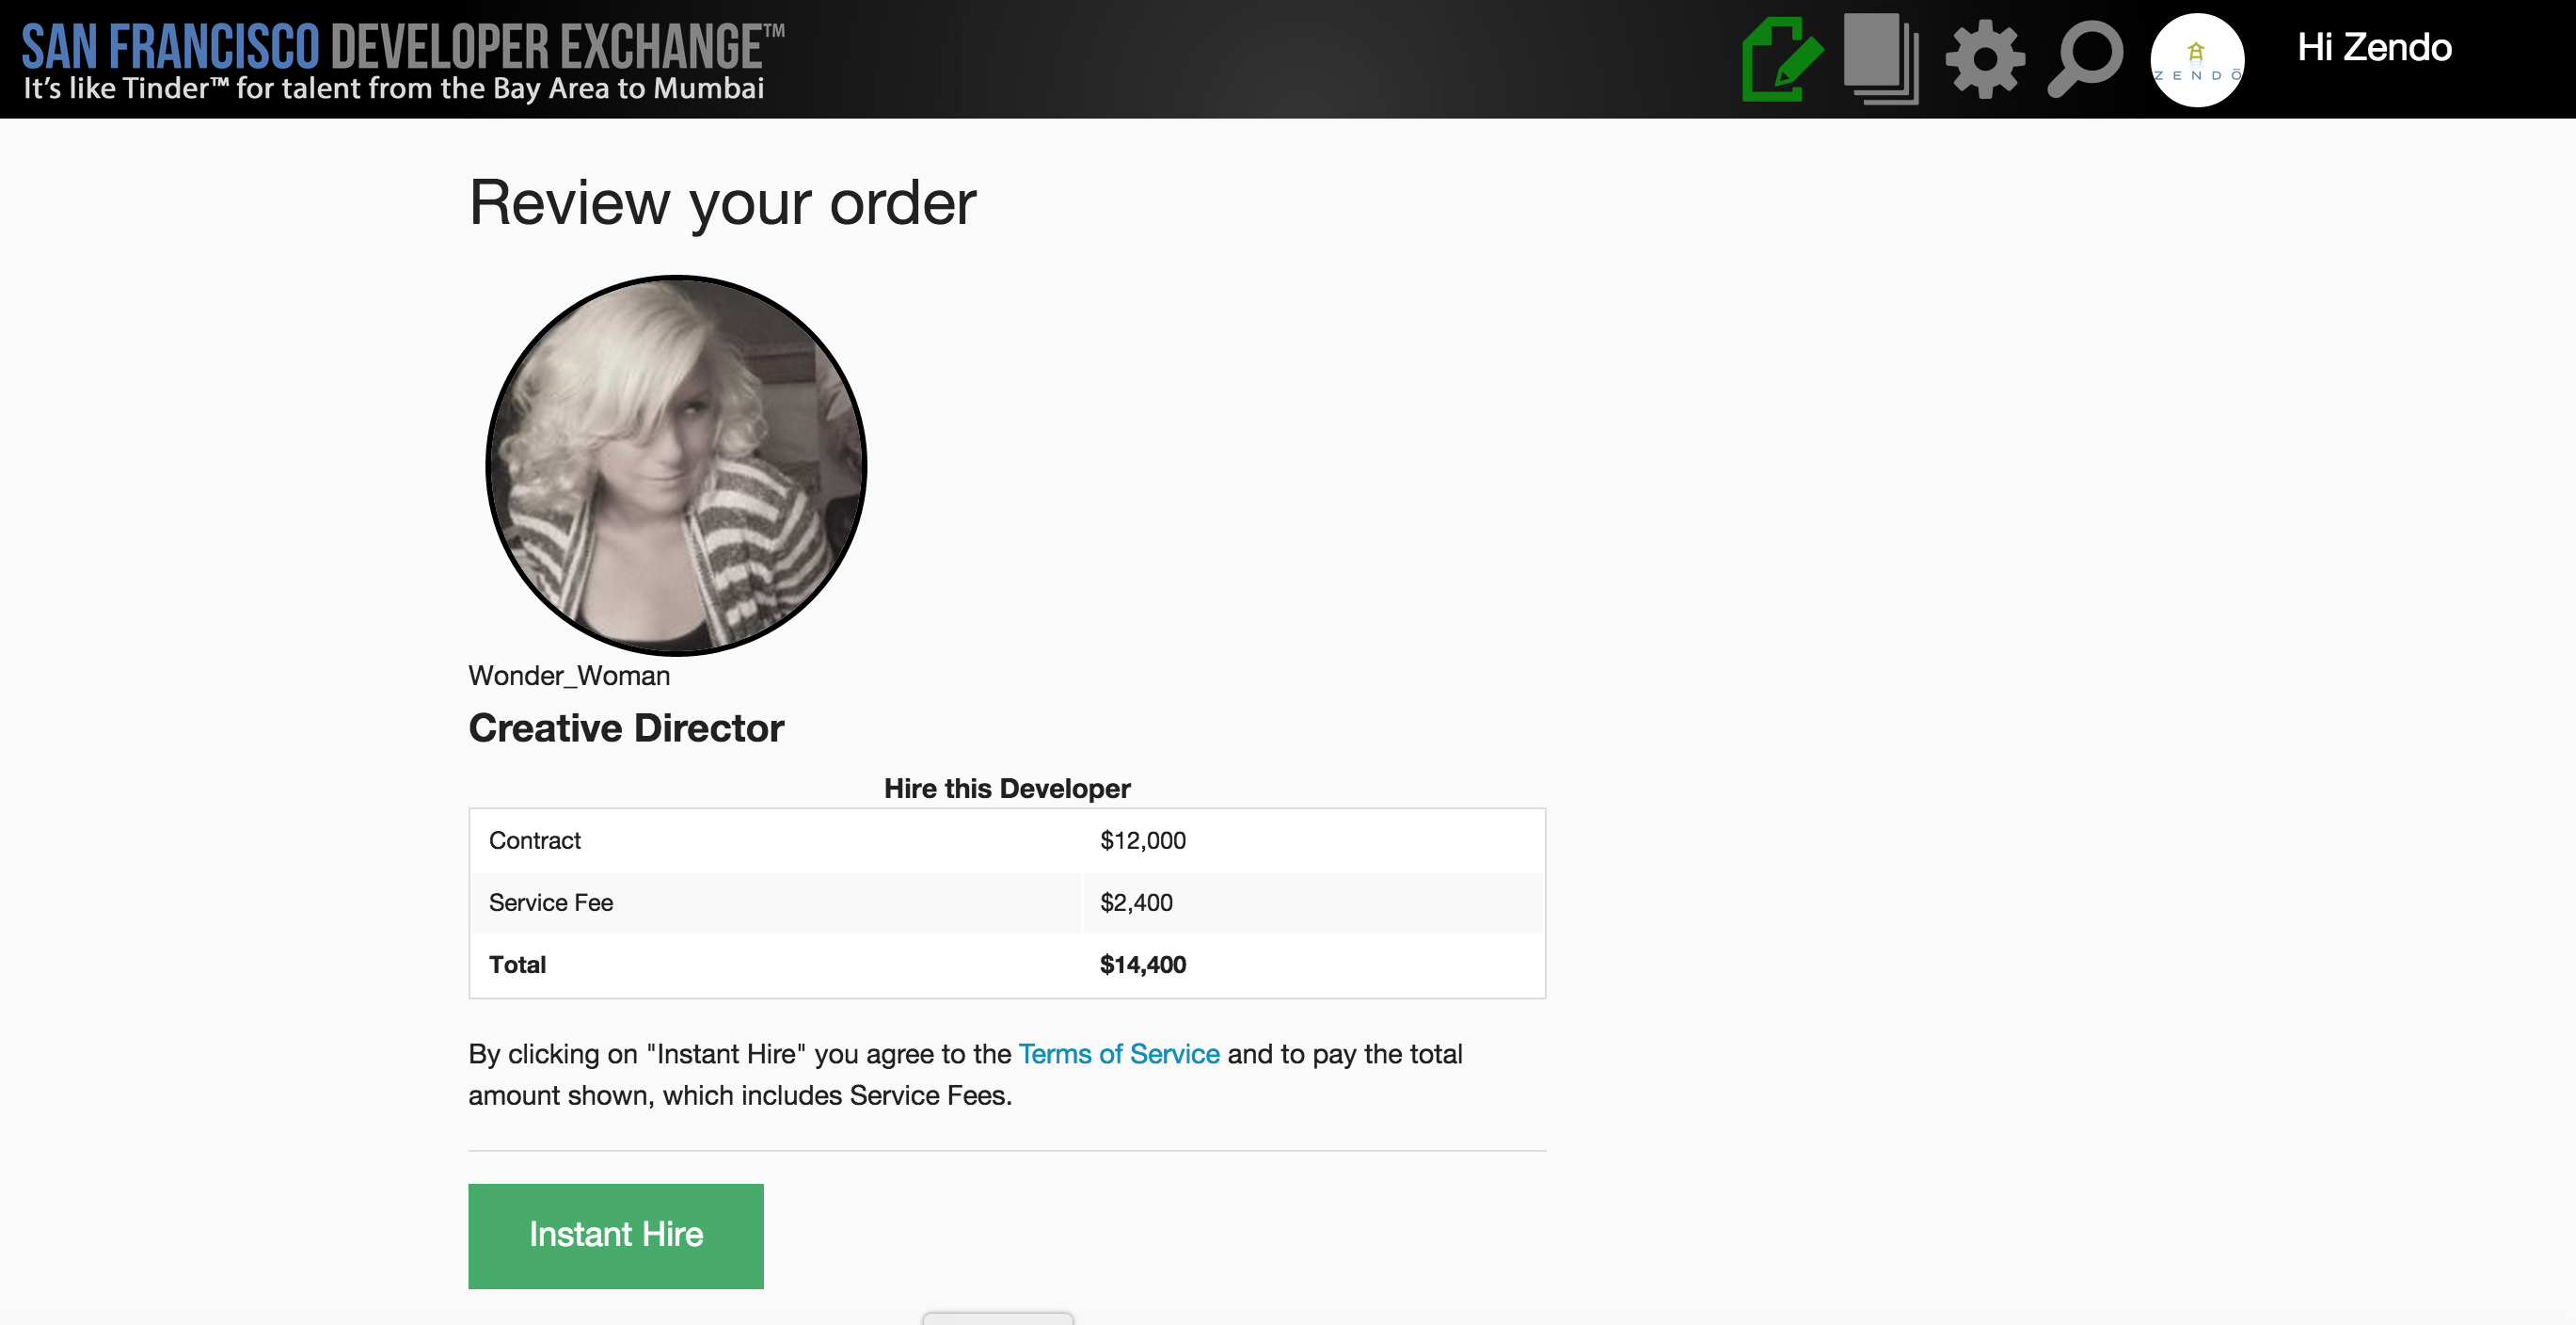 SAN FRANCISCO DEVELOPER EXCHANGE™
It's like Tinder™ for talent from the Bay Area to Mumbai
ZENDŌ
Hi Zendo
Review your order
Wonder_Woman
Creative Director
Hire this Developer
Contract $12,000
Service Fee $2,400
Total $14,400
By clicking on "Instant Hire" you agree to the Terms of Service and to pay the total
amount shown, which includes Service Fees.
Instant Hire